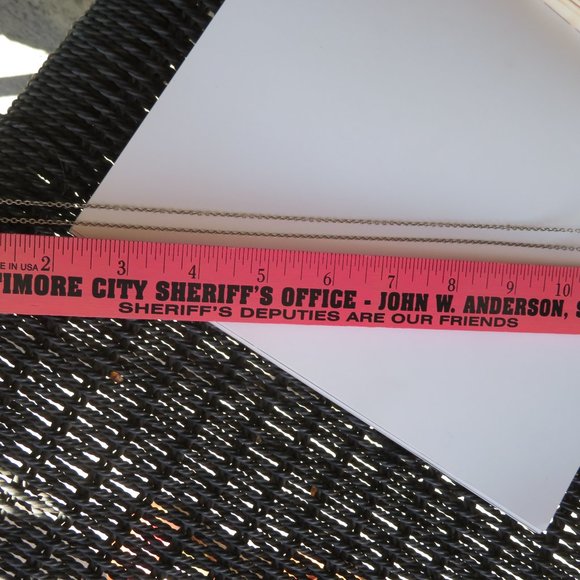 E IN USA 2 3 4 5 6 7 8 9 10
TIMORE CITY SHERIFF'S OFFICE - JOHN W. ANDERSON, S
SHERIFF'S DEPUTIES ARE OUR FRIENDS